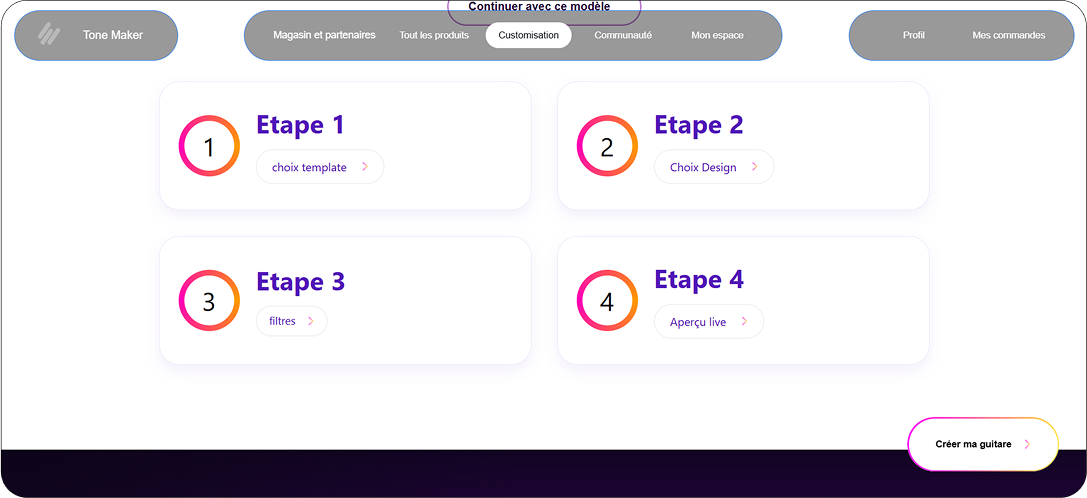 Continuer avec ce modèle
Tone Maker
Magasin et partenaires
Tout les produits
Customisation
Communauté
Mon espace
Profil
Mes commandes
1
Etape 1
choix template
2
Etape 2
Choix Design
3
Etape 3
filtres
4
Etape 4
Aperçu live
Créer ma guitare